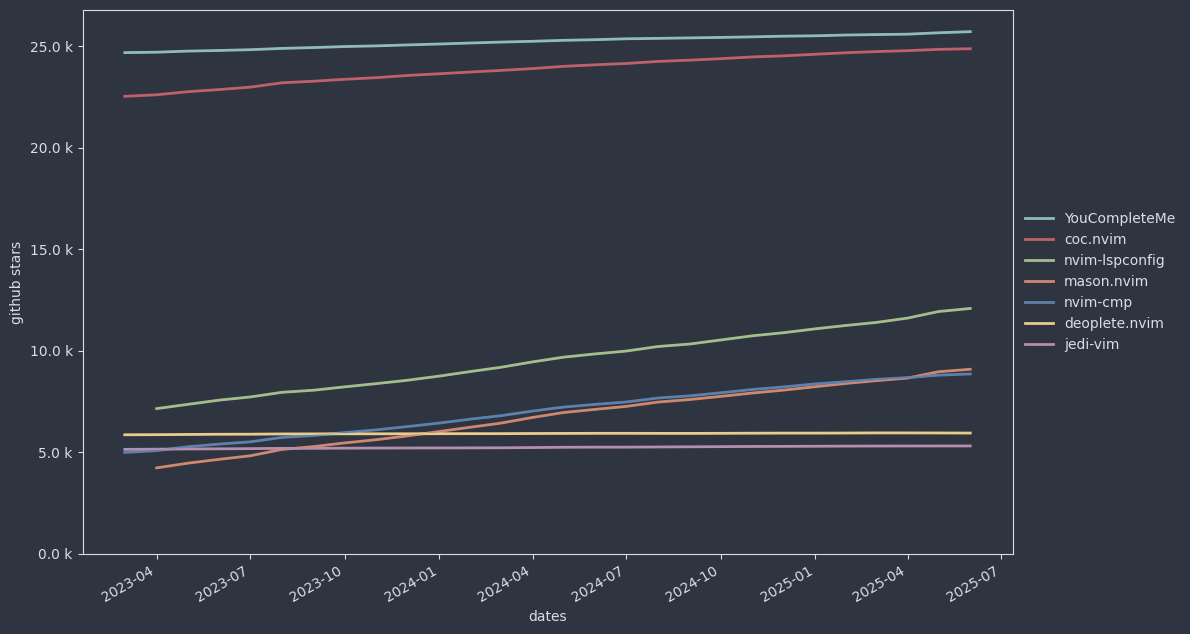 25.0 k
20.0 k
15.0 k
10.0 k
5.0 k
0.0 k
github stars
2023-04
2023-07
2023-10
2024-01
2024-04
2024-07
2024-10
2025-01
2025-04
2025-07
dates
YouCompleteMe
coc.nvim
nvim-lspconfig
mason.nvim
nvim-cmp
deoplete.nvim
jedi-vim